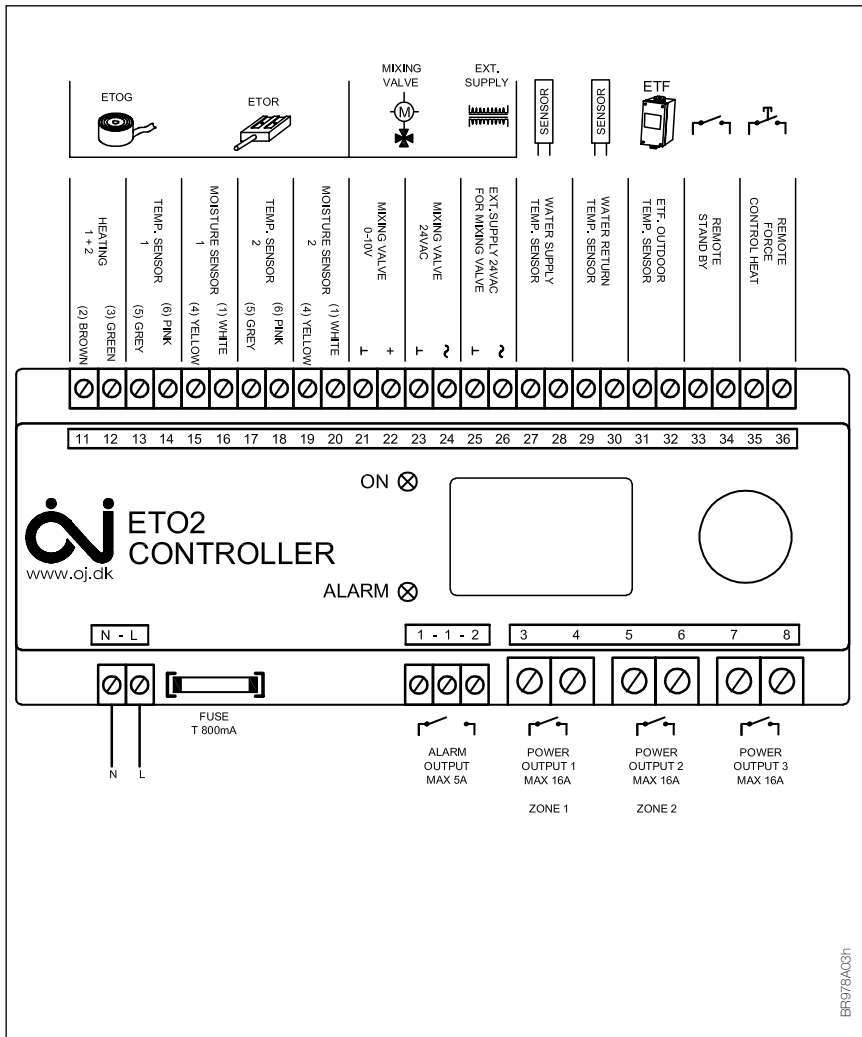 MIXING
VALVE
EXT.
SUPPLY
ETOG
ETOR
M
SENSOR
SENSOR
ETF
HEATING
1 + 2
TEMP. SENSOR
1
MOISTURE SENSOR
1
TEMP. SENSOR
2
MOISTURE SENSOR
2
MIXING VALVE
0-10V
MIXING VALVE
24VAC
EXT.SUPPLY 24VAC
FOR MIXING VALVE
WATER SUPPLY
TEMP. SENSOR
WATER RETURN
TEMP. SENSOR
ETF. OUTDOOR
TEMP. SENSOR
REMOTE
STAND BY
REMOTE
FORCE
CONTROL HEAT
(2) BROWN
(3) GREEN
(5) GREY
(6) PINK
(4) YELLOW
(1) WHITE
(5) GREY
(6) PINK
(4) YELLOW
(1) WHITE
⊥ + ⊥ ~ ⊥ ~
11 12 13 14 15 16 17 18 19 20 21 22 23 24 25 26 27 28 29 30 31 32 33 34 35 36
ON
OJ
www.oj.dk
ETO2
CONTROLLER
ALARM
N - L
1 - 1 - 2
3 4 5 6 7 8
FUSE
T 800mA
N L
ALARM
OUTPUT
MAX 5A
POWER
OUTPUT 1
MAX 16A
ZONE 1
POWER
OUTPUT 2
MAX 16A
ZONE 2
POWER
OUTPUT 3
MAX 16A
BR978A03h